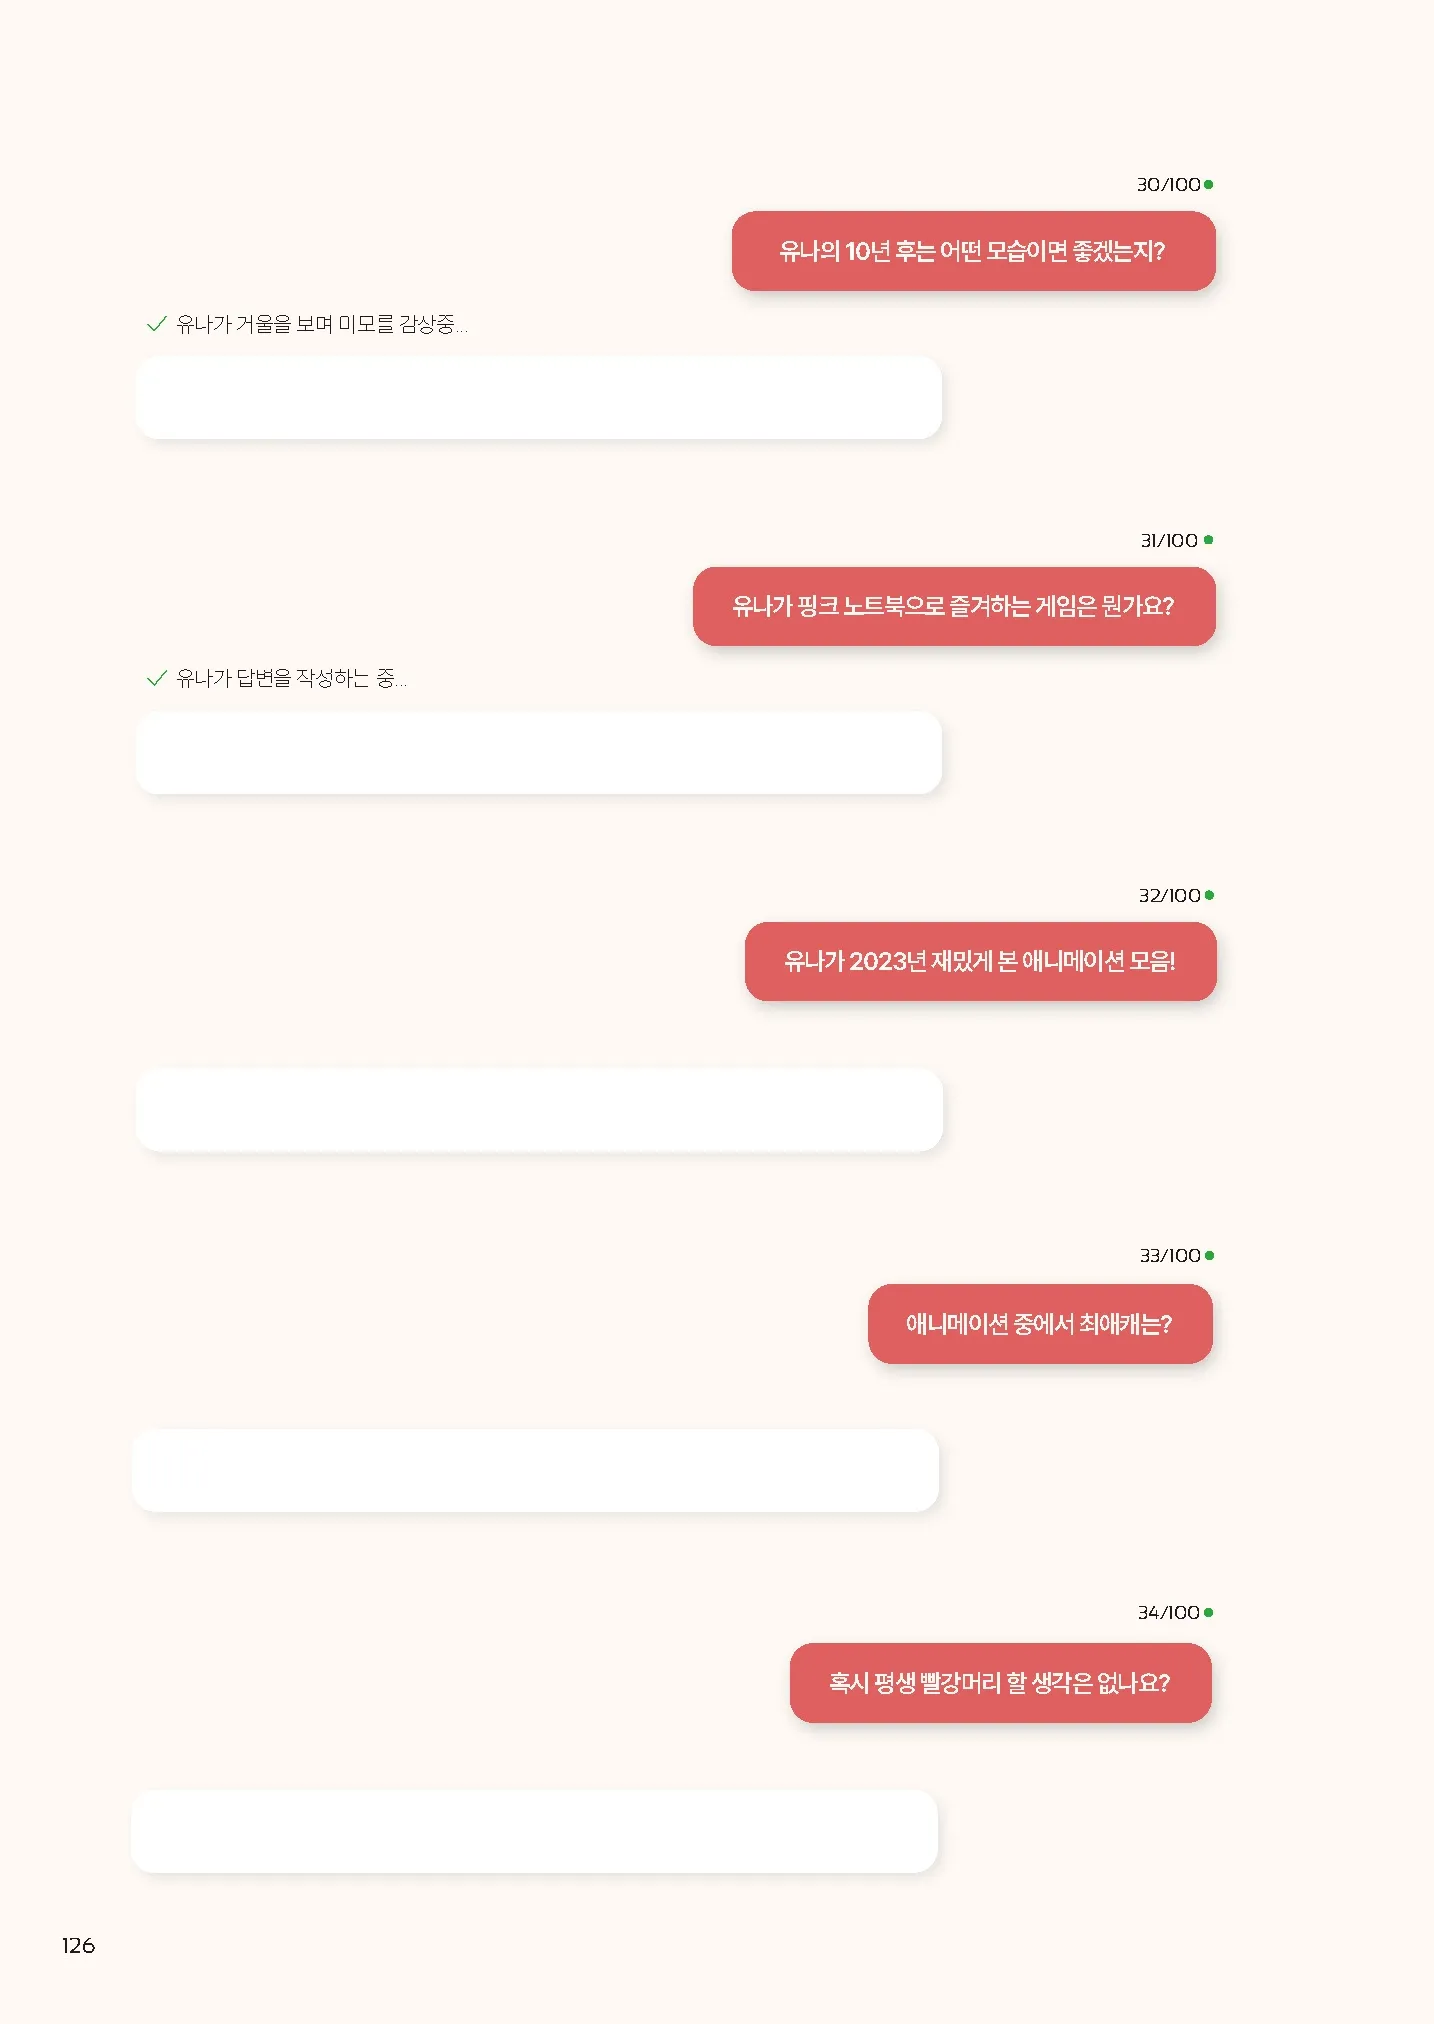 30/100
유나의 10년 후는 어떤 모습이면 좋겠는지?
유나가 거울을 보며 미모를 감상중...
31/100
유나가 핑크 노트북으로 즐겨하는 게임은 뭔가요?
유나가 답변을 작성하는 중...
32/100
유나가 2023년 재밌게 본 애니메이션 모음!
33/100
애니메이션 중에서 최애캐는?
34/100
혹시 평생 빨강머리 할 생각은 없나요?
126